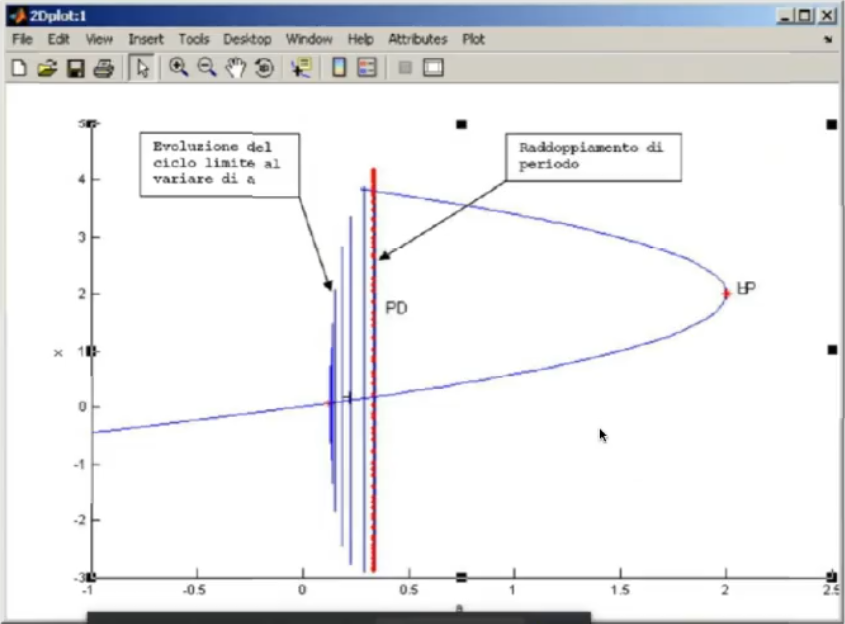 2Dplot:1
File Edit View Insert Tools Desktop Window Help Attributes Plot
Evoluzione del
ciclo limite al
variare di a
Raddoppiamento di
periodo
PD
x
4
3
2
1
0
-1
-2
-3
-1 -0.5 0 0.5 1 1.5 2 2.5
a